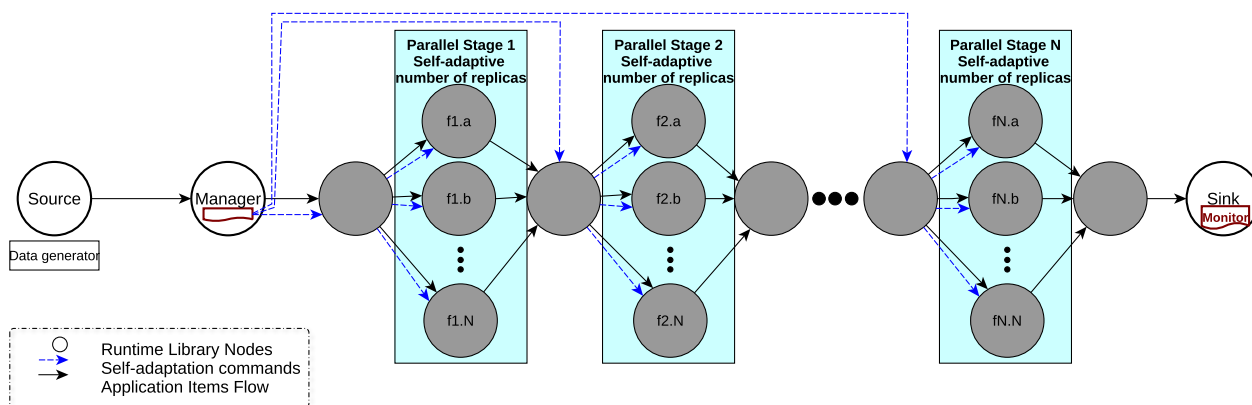 Parallel Stage 1
Self-adaptive
number of replicas
Parallel Stage 2
Self-adaptive
number of replicas
Parallel Stage N
Self-adaptive
number of replicas
f1.a
f2.a
fN.a
Source
Manager
f1.b
f2.b
fN.b
Sink
Monitor
Data generator
f1.N
f2.N
fN.N
Runtime Library Nodes
Self-adaptation commands
Application Items Flow